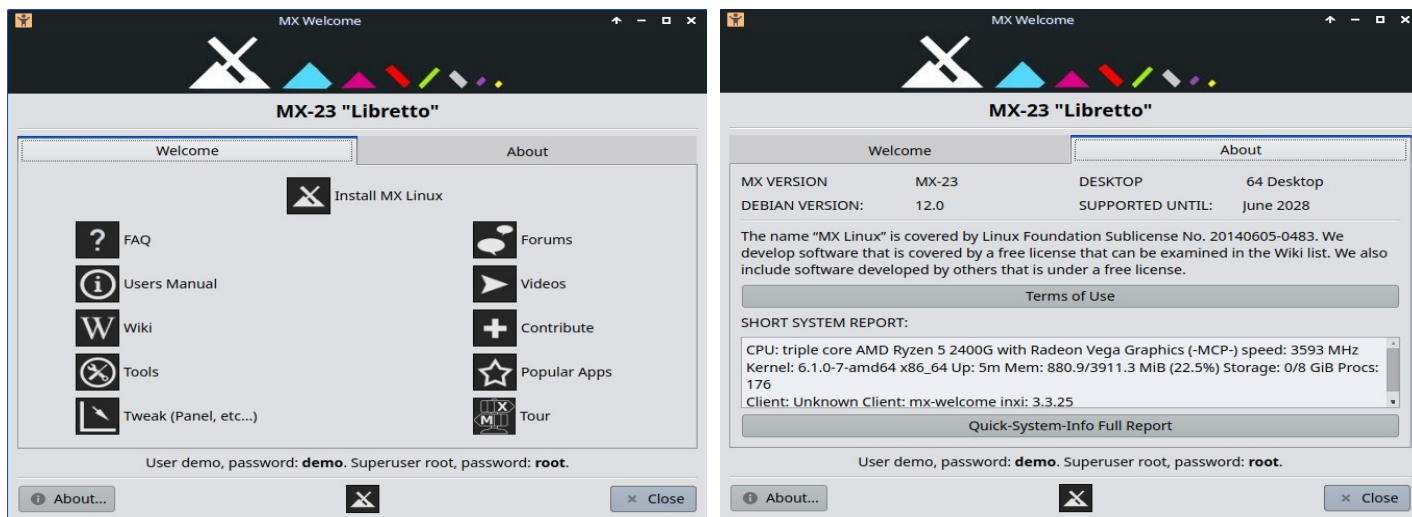 MX Welcome
MX-23 "Libretto"
Welcome
About
Install MX Linux
FAQ
Forums
Users Manual
Videos
Wiki
Contribute
Tools
Popular Apps
Tweak (Panel, etc...)
Tour
User demo, password: demo. Superuser root, password: root.
About...
Close
MX Welcome
MX-23 "Libretto"
Welcome
About
MX VERSION MX-23 DESKTOP 64 Desktop
DEBIAN VERSION: 12.0 SUPPORTED UNTIL: June 2028
The name “MX Linux” is covered by Linux Foundation Sublicense No. 20140605-0483. We
develop software that is covered by a free license that can be examined in the Wiki list. We also
include software developed by others that is under a free license.
Terms of Use
SHORT SYSTEM REPORT:
CPU: triple core AMD Ryzen 5 2400G with Radeon Vega Graphics (-MCP-) speed: 3593 MHz
Kernel: 6.1.0-7-amd64 x86_64 Up: 5m Mem: 880.9/3911.3 MiB (22.5%) Storage: 0/8 GiB Procs:
176
Client: Unknown Client: mx-welcome inxi: 3.3.25
Quick-System-Info Full Report
User demo, password: demo. Superuser root, password: root.
About...
Close